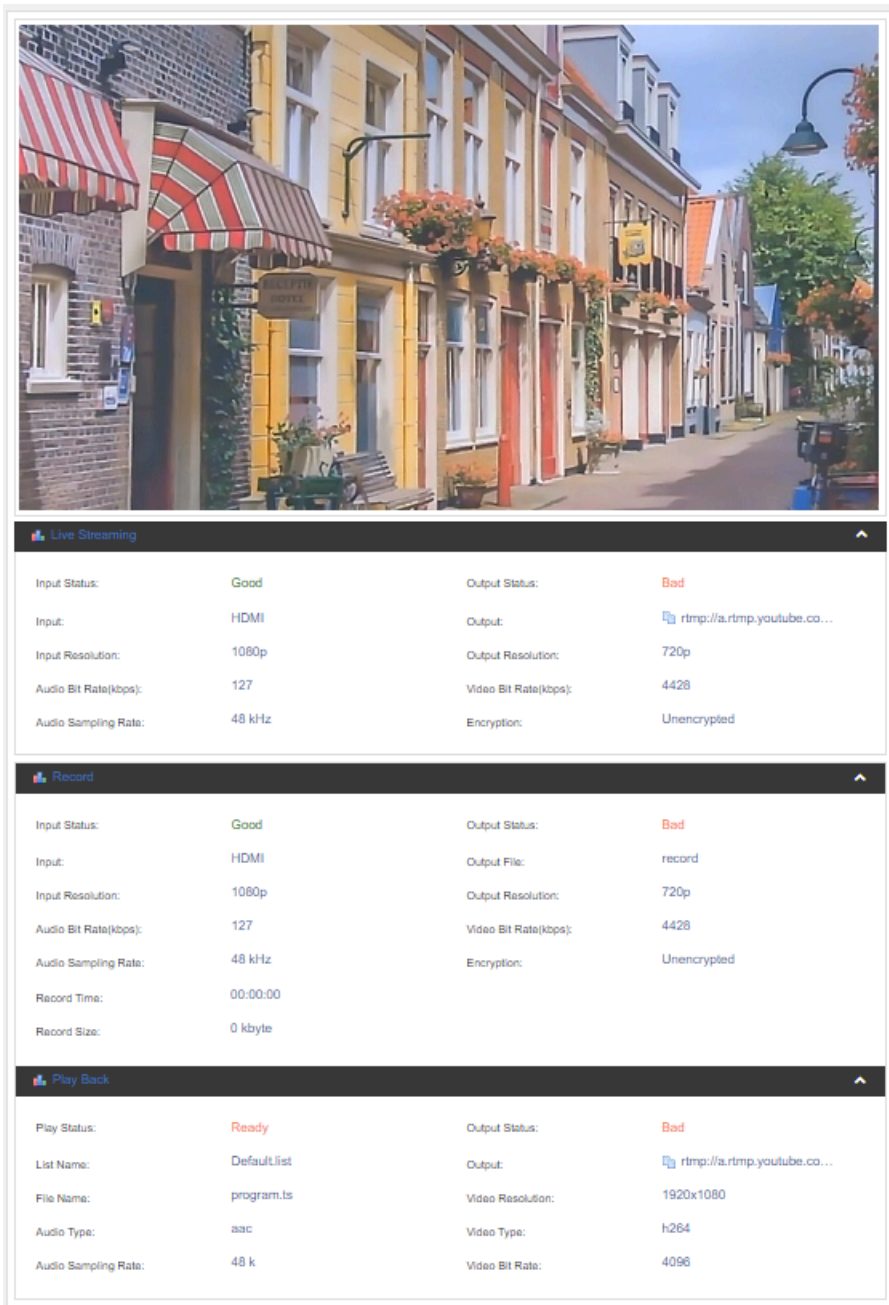 RECEPTIE
HOTEL
Live Streaming
Input Status: Good Output Status: Bad
Input: HDMI Output: rtmp://a.rtmp.youtube.co...
Input Resolution: 1080p Output Resolution: 720p
Audio Bit Rate(kbps): 127 Video Bit Rate(kbps): 4428
Audio Sampling Rate: 48 kHz Encryption: Unencrypted
Record
Input Status: Good Output Status: Bad
Input: HDMI Output File: record
Input Resolution: 1080p Output Resolution: 720p
Audio Bit Rate(kbps): 127 Video Bit Rate(kbps): 4428
Audio Sampling Rate: 48 kHz Encryption: Unencrypted
Record Time: 00:00:00
Record Size: 0 kbyte
Play Back
Play Status: Ready Output Status: Bad
List Name: Default.list Output: rtmp://a.rtmp.youtube.co...
File Name: program.ts Video Resolution: 1920x1080
Audio Type: aac Video Type: h264
Audio Sampling Rate: 48 k Video Bit Rate: 4096